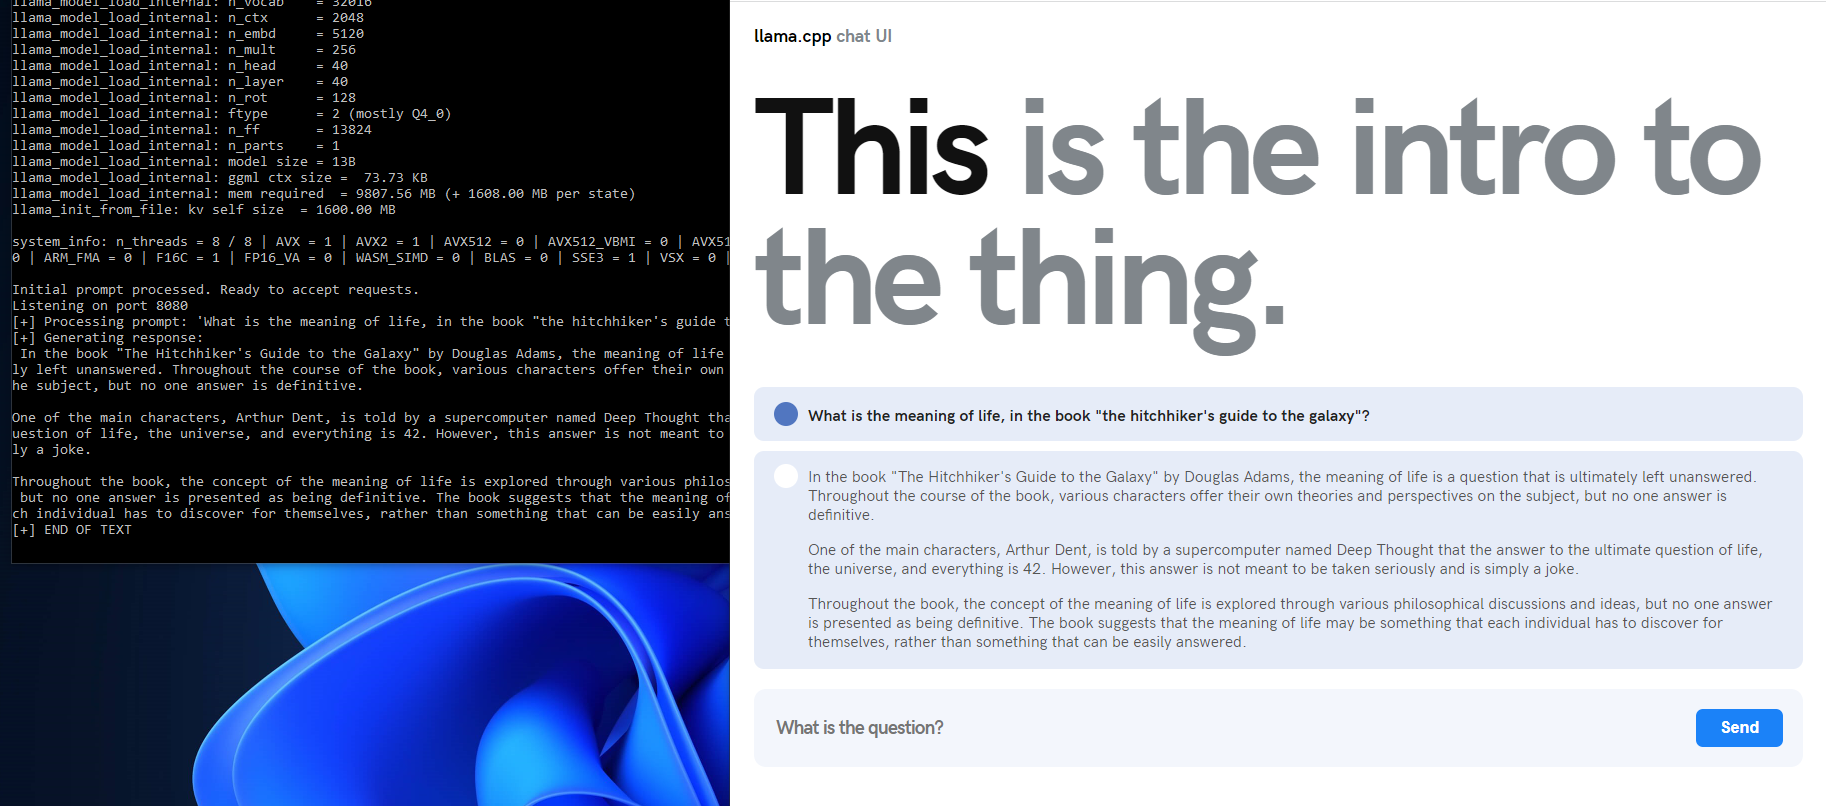 llama_model_load_internal: n_vocab    = 32016
llama_model_load_internal: n_ctx      = 2048
llama_model_load_internal: n_embd     = 5120
llama_model_load_internal: n_mult     = 256
llama_model_load_internal: n_head     = 40
llama_model_load_internal: n_layer    = 40
llama_model_load_internal: n_rot      = 128
llama_model_load_internal: ftype      = 2 (mostly Q4_0)
llama_model_load_internal: n_ff       = 13824
llama_model_load_internal: n_parts    = 1
llama_model_load_internal: model size = 13B
llama_model_load_internal: ggml ctx size =  73.73 KB
llama_model_load_internal: mem required  = 9807.56 MB (+ 1608.00 MB per state)
llama_init_from_file: kv self size  = 1600.00 MB
system_info: n_threads = 8 / 8 | AVX = 1 | AVX2 = 1 | AVX512 = 0 | AVX512_VBMI = 0 | AVX51
0 | ARM_FMA = 0 | F16C = 1 | FP16_VA = 0 | WASM_SIMD = 0 | BLAS = 0 | SSE3 = 1 | VSX = 0 |
Initial prompt processed. Ready to accept requests.
Listening on port 8080
[+] Processing prompt: 'What is the meaning of life, in the book "the hitchhiker's guide t
[+] Generating response:
In the book "The Hitchhiker's Guide to the Galaxy" by Douglas Adams, the meaning of life
ly left unanswered. Throughout the course of the book, various characters offer their own
he subject, but no one answer is definitive.
One of the main characters, Arthur Dent, is told by a supercomputer named Deep Thought tha
uestion of life, the universe, and everything is 42. However, this answer is not meant to
ly a joke.
Throughout the book, the concept of the meaning of life is explored through various philos
but no one answer is presented as being definitive. The book suggests that the meaning of
ch individual has to discover for themselves, rather than something that can be easily ans
[+] END OF TEXT
llama.cpp chat UI
This is the intro to
the thing.
What is the meaning of life, in the book "the hitchhiker's guide to the galaxy"?
In the book "The Hitchhiker's Guide to the Galaxy" by Douglas Adams, the meaning of life is a question that is ultimately left unanswered.
Throughout the course of the book, various characters offer their own theories and perspectives on the subject, but no one answer is
definitive.
One of the main characters, Arthur Dent, is told by a supercomputer named Deep Thought that the answer to the ultimate question of life,
the universe, and everything is 42. However, this answer is not meant to be taken seriously and is simply a joke.
Throughout the book, the concept of the meaning of life is explored through various philosophical discussions and ideas, but no one answer
is presented as being definitive. The book suggests that the meaning of life may be something that each individual has to discover for
themselves, rather than something that can be easily answered.
What is the question?
Send